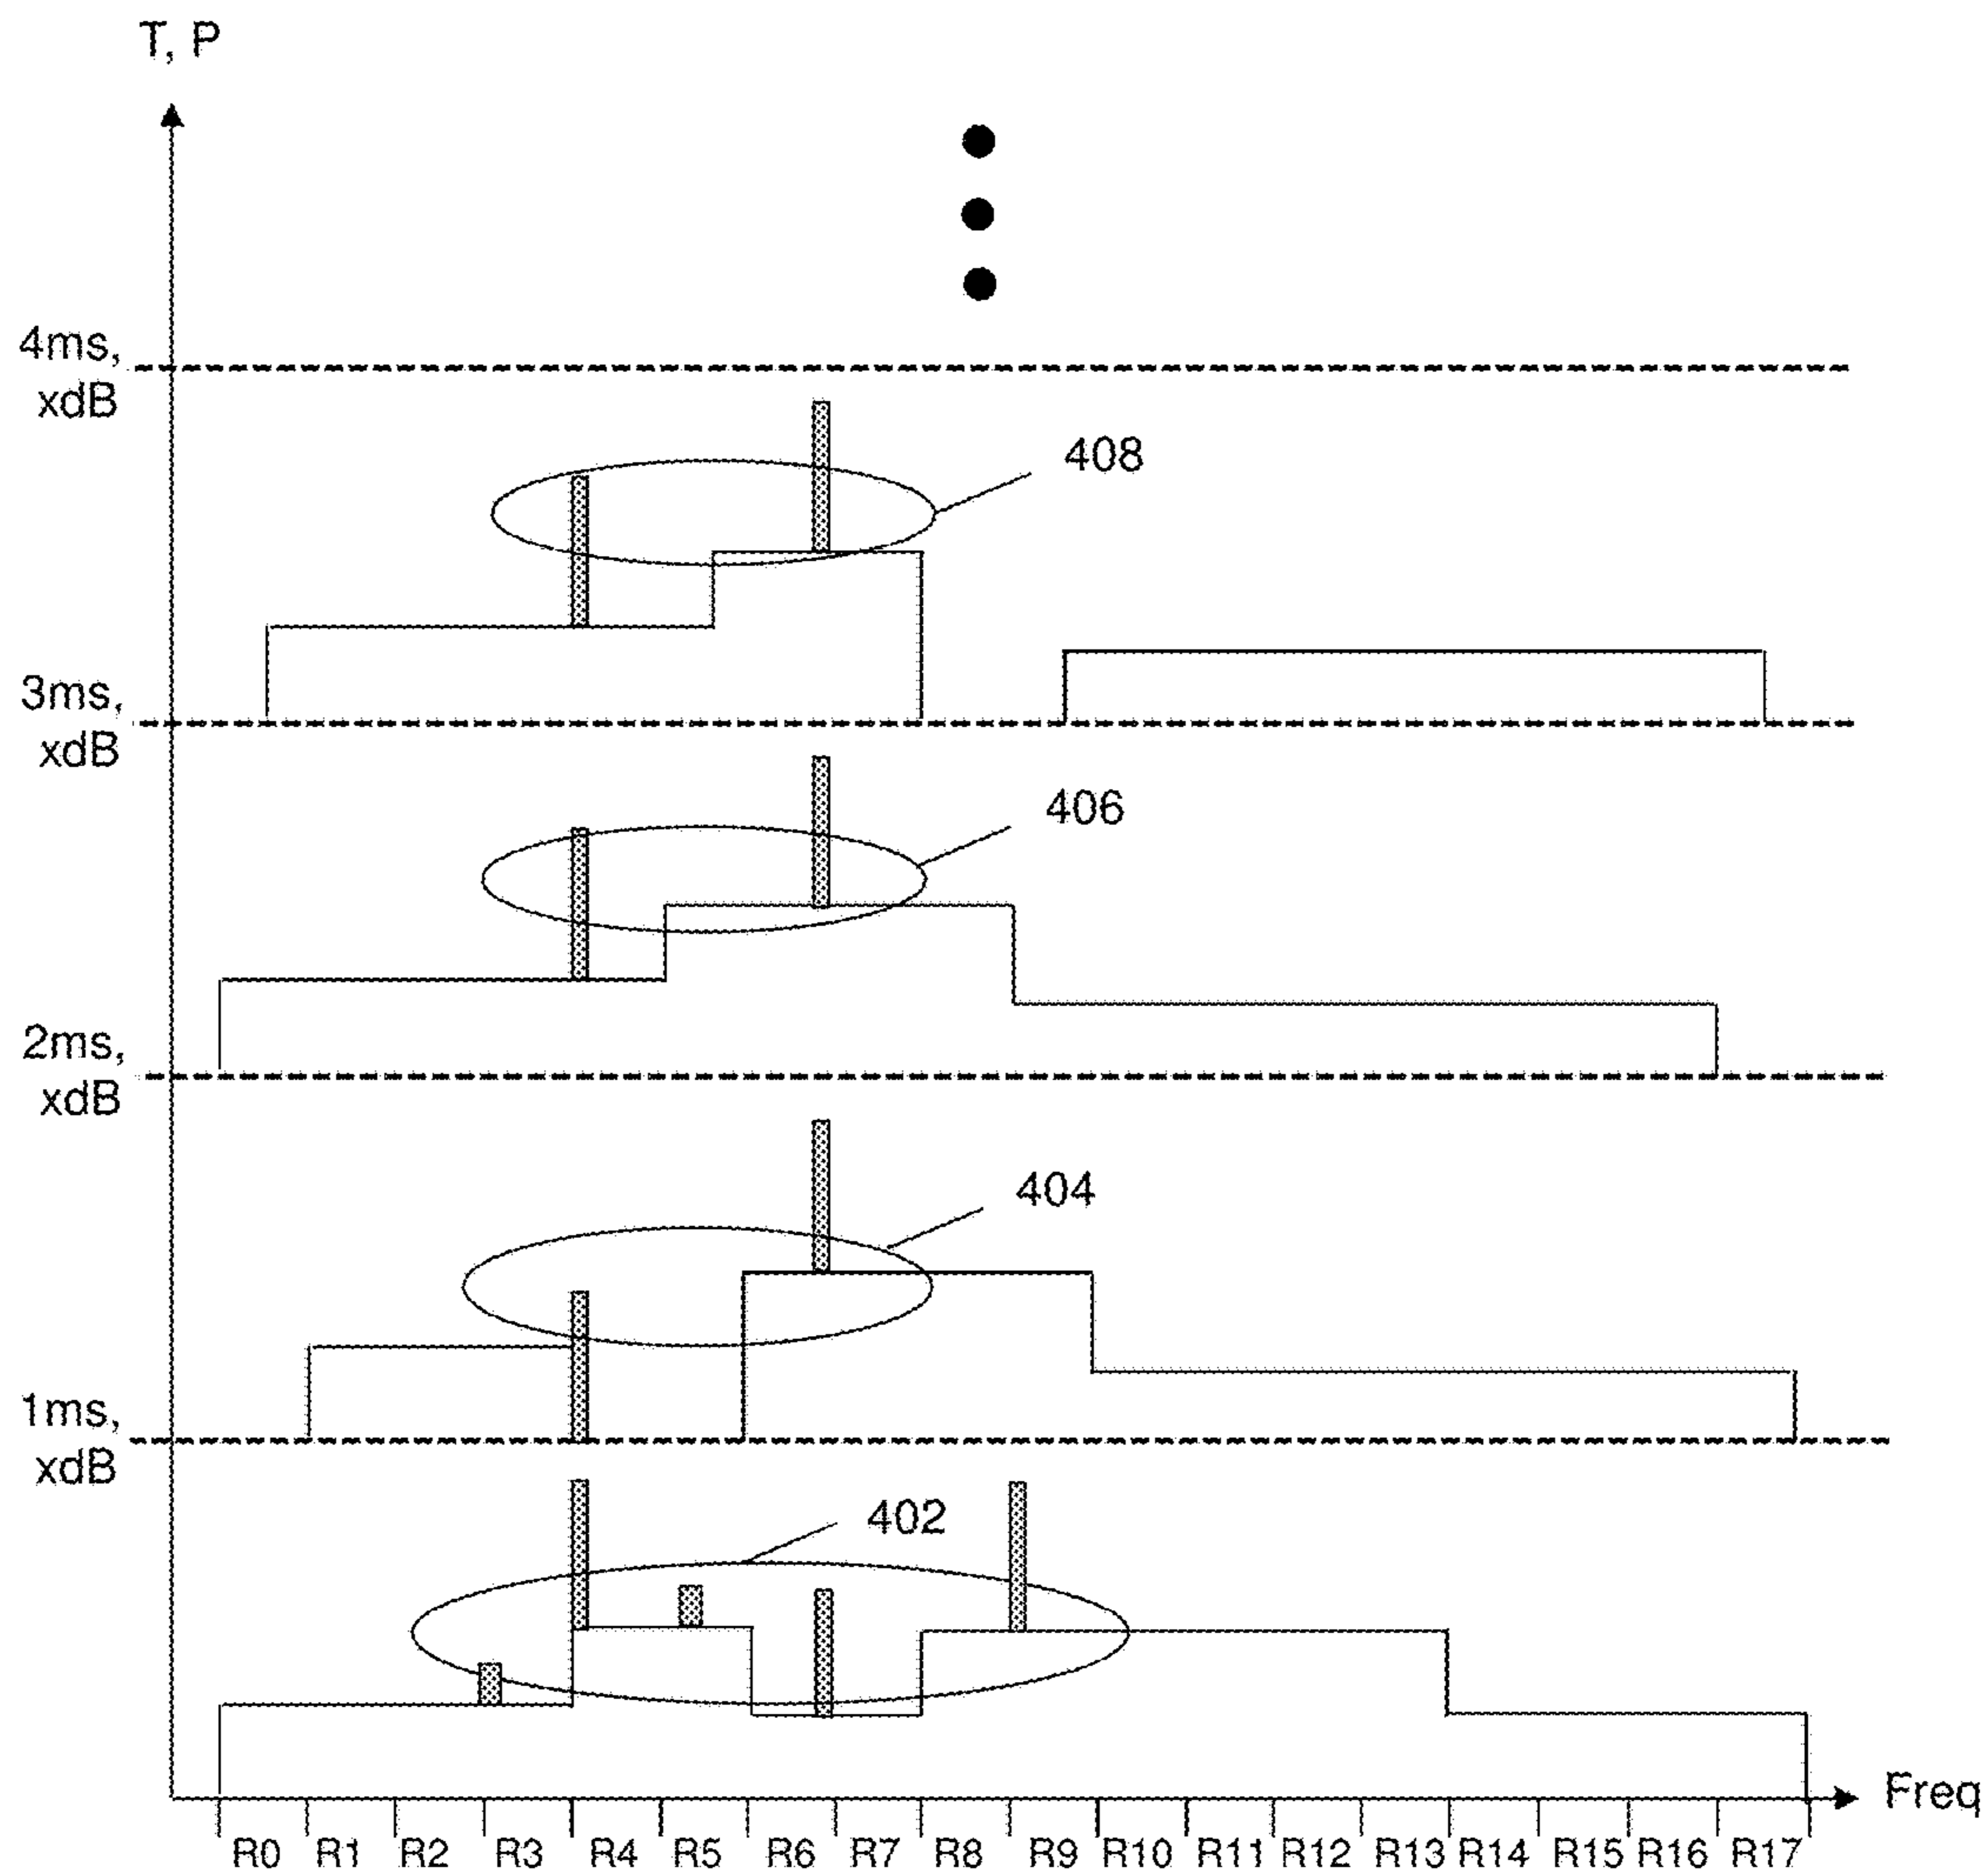 T, P
4ms,
xdB
408
3ms,
xdB
406
2ms,
xdB
404
1ms,
xdB
402
Freq
R0 R1 R2 R3 R4 R5 R6 R7 R8 R9 R10 R11 R12 R13 R14 R15 R16 R17